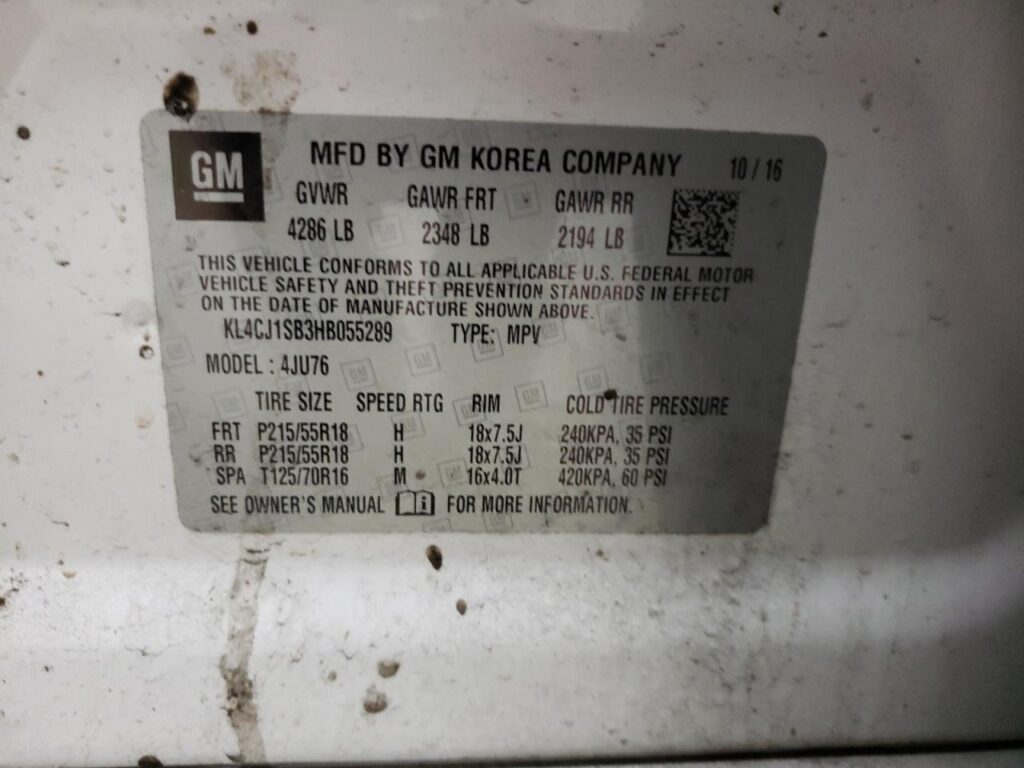 GM
MFD BY GM KOREA COMPANY 10 / 16
GVWR GAWR FRT GAWR RR
4286 LB 2348 LB 2194 LB
THIS VEHICLE CONFORMS TO ALL APPLICABLE U.S. FEDERAL MOTOR
VEHICLE SAFETY AND THEFT PREVENTION STANDARDS IN EFFECT
ON THE DATE OF MANUFACTURE SHOWN ABOVE.
KL4CJ1SB3HB055289 TYPE: MPV
MODEL : 4JU76
TIRE SIZE SPEED RTG RIM COLD TIRE PRESSURE
FRT P215/55R18 H 18x7.5J 240KPA, 35 PSI
RR P215/55R18 H 18x7.5J 240KPA, 35 PSI
SPA T125/70R16 M 16x4.0T 420KPA, 60 PSI
SEE OWNER'S MANUAL i FOR MORE INFORMATION.